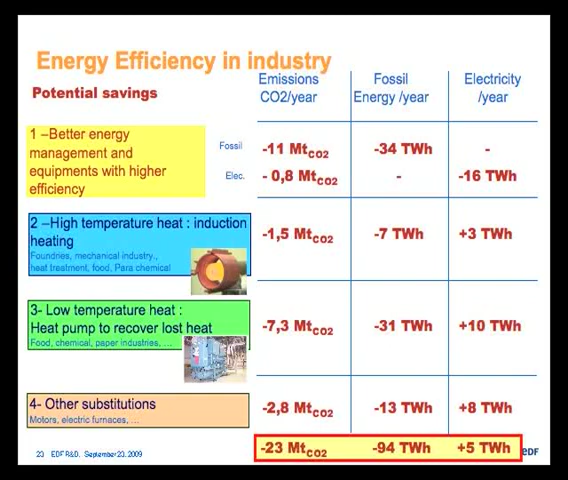 Energy Efficiency in industry
Potential savings
Emissions CO2/year
Fossil Energy /year
Electricity /year
1 –Better energy management and equipments with higher efficiency
Fossil
-11 MtCO2
-34 TWh
-
Elec.
- 0,8 MtCO2
-
-16 TWh
2 –High temperature heat : induction heating
Foundries, mechanical industry., heat treatment, food, Para chemical
-1,5 MtCO2
-7 TWh
+3 TWh
3- Low temperature heat :
Heat pump to recover lost heat
Food, chemical, paper industries, ...
-7,3 MtCO2
-31 TWh
+10 TWh
4- Other substitutions
Motors, electric furnaces, ...
-2,8 MtCO2
-13 TWh
+8 TWh
-23 MtCO2
-94 TWh
+5 TWh
23 EDF R&D, September 23, 2009
EDF